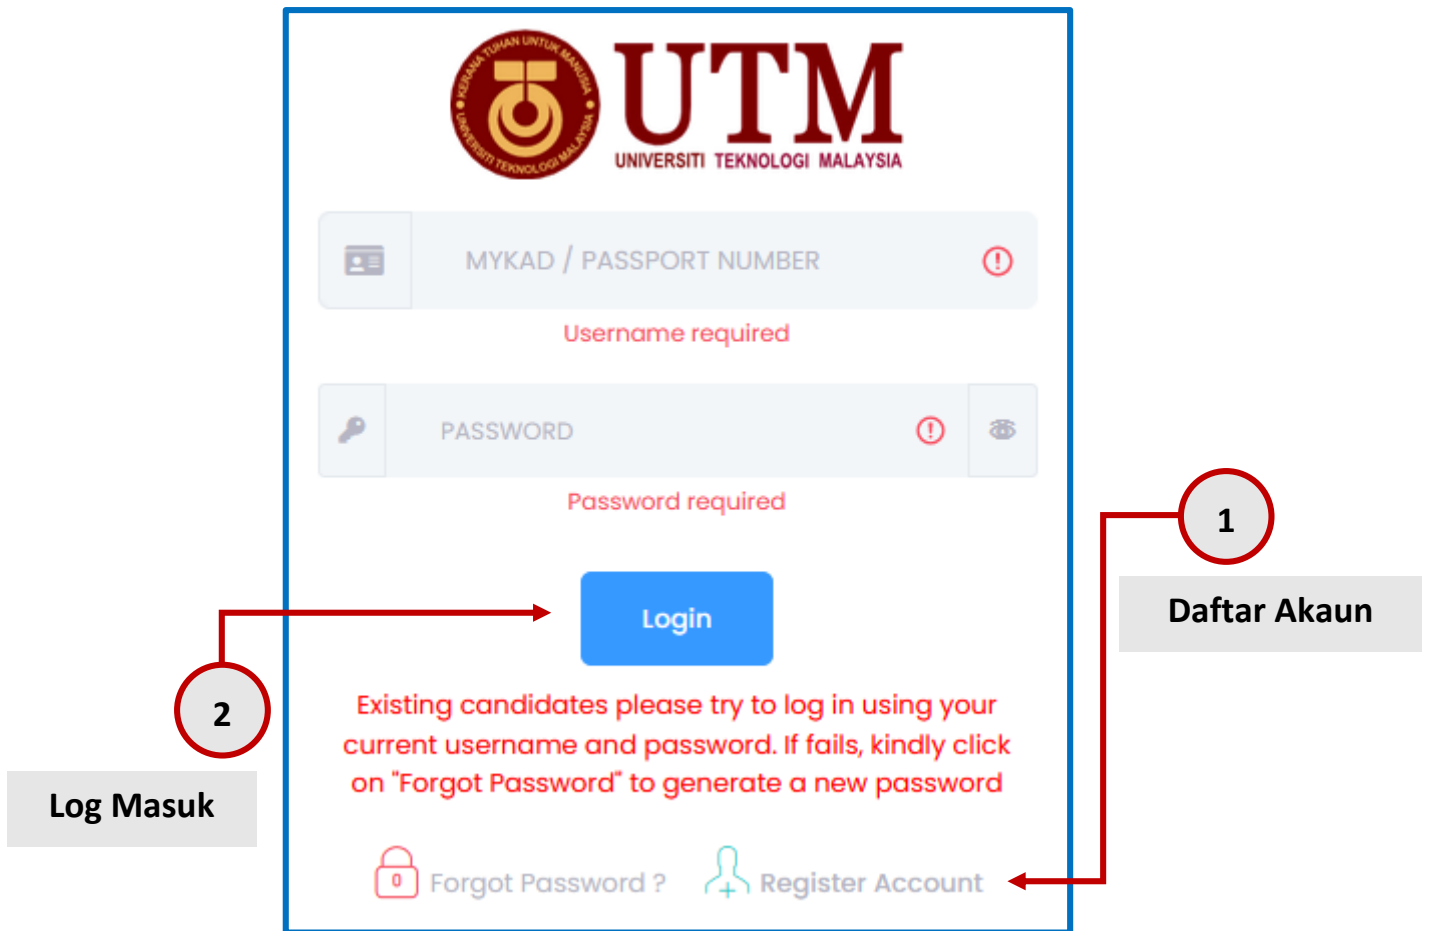 KERANA TUHAN UNTUK MANUSIA
UNIVERSITI TEKNOLOGI MALAYSIA
UTM
UNIVERSITI TEKNOLOGI MALAYSIA
MYKAD / PASSPORT NUMBER
Username required
PASSWORD
Password required
1
Daftar Akaun
Login
2
Log Masuk
Existing candidates please try to log in using your
current username and password. If fails, kindly click
on "Forgot Password" to generate a new password
0
Forgot Password ?
Register Account